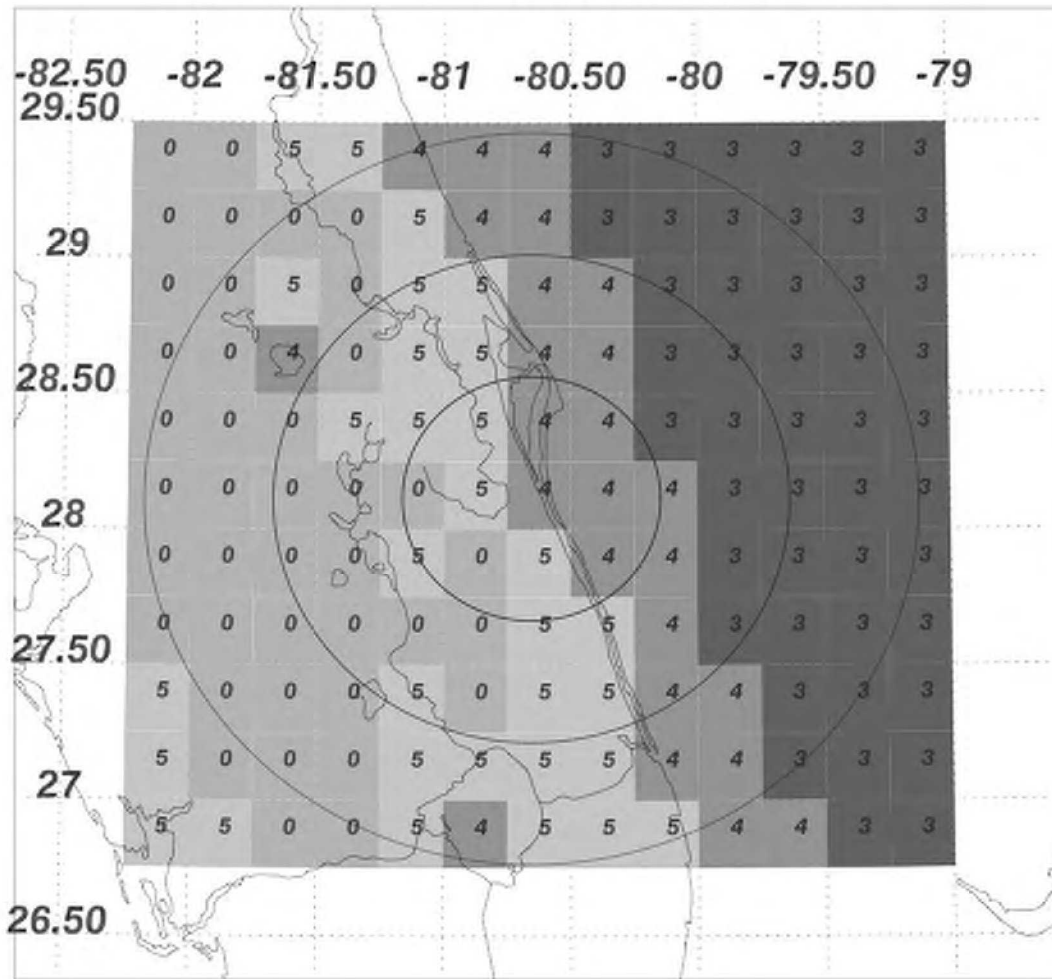 -82.50 -82 -81.50 -81 -80.50 -80 -79.50 -79
29.50
0 0 5 5 4 4 4 3 3 3 3 3 3
0 0 0 0 5 4 4 3 3 3 3 3 3
29
0 0 5 0 5 5 4 4 3 3 3 3 3
0 0 4 0 5 5 4 4 3 3 3 3 3
28.50
0 0 0 5 5 5 4 4 3 3 3 3 3
0 0 0 0 0 5 4 4 4 3 3 3 3
28
0 0 0 0 5 0 5 4 4 3 3 3 3
0 0 0 0 0 0 5 5 4 3 3 3 3
27.50
5 0 0 0 5 0 5 5 4 4 3 3 3
5 0 0 0 5 5 5 5 4 4 3 3 3
27
5 5 0 0 5 4 5 5 5 4 4 3 3
26.50